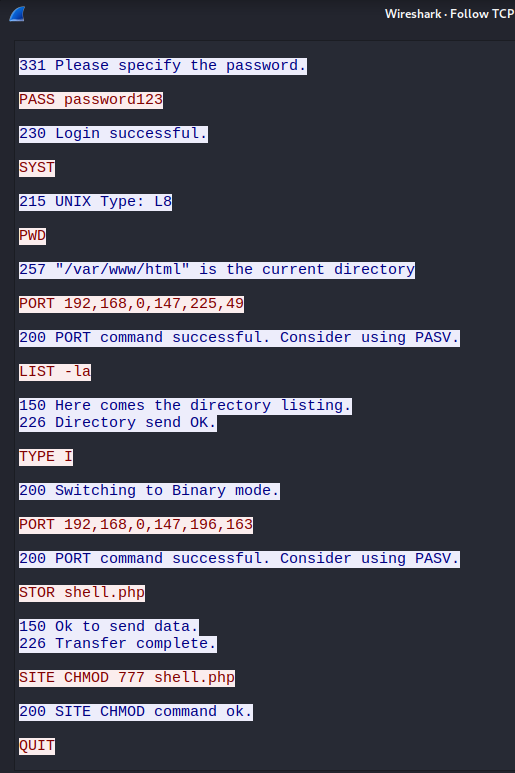 Wireshark · Follow TCP
331 Please specify the password.
PASS password123
230 Login successful.
SYST
215 UNIX Type: L8
PWD
257 "/var/www/html" is the current directory
PORT 192,168,0,147,225,49
200 PORT command successful. Consider using PASV.
LIST -la
150 Here comes the directory listing.
226 Directory send OK.
TYPE I
200 Switching to Binary mode.
PORT 192,168,0,147,196,163
200 PORT command successful. Consider using PASV.
STOR shell.php
150 Ok to send data.
226 Transfer complete.
SITE CHMOD 777 shell.php
200 SITE CHMOD command ok.
QUIT